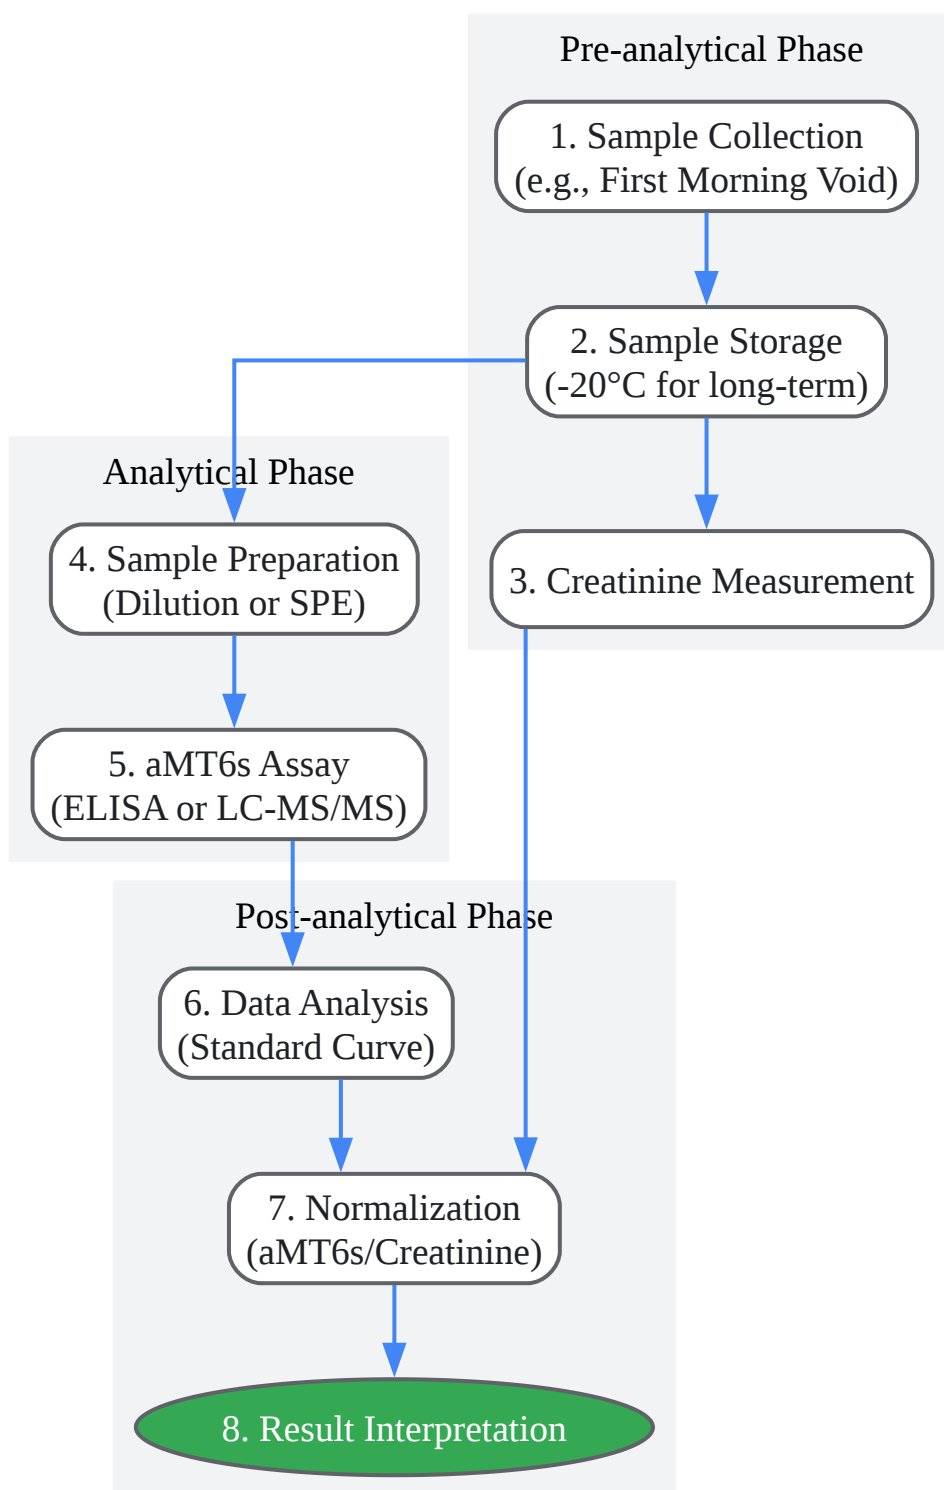 Pre-analytical Phase
1. Sample Collection
(e.g., First Morning Void)
2. Sample Storage
(-20°C for long-term)
3. Creatinine Measurement
Analytical Phase
4. Sample Preparation
(Dilution or SPE)
5. aMT6s Assay
(ELISA or LC-MS/MS)
Post-analytical Phase
6. Data Analysis
(Standard Curve)
7. Normalization
(aMT6s/Creatinine)
8. Result Interpretation